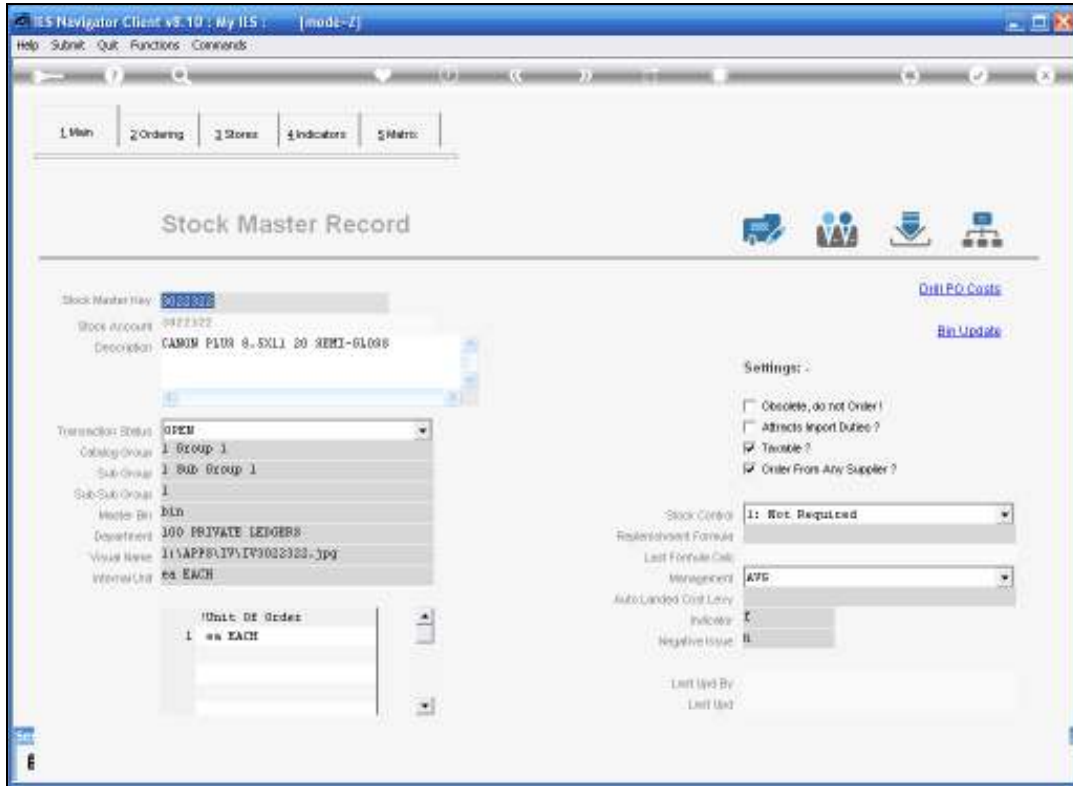 IES Navigator Client v8.10 : My IES : [mode=Z]
Help Submit Quit Functions Commands
1 Main 2 Ordering 3 Stores 4 Indicators 5 Matrix
Stock Master Record
Drill PO Costs
Stock Master Key 3022322
Stock Account 3022322
Bin Update
Description CANON PLUS 8.5X11 20 SEMI-GLOSS
Settings: -
Obsolete, do not Order !
Attracts Import Duties ?
Taxable ?
Order From Any Supplier ?
Transaction Status OPEN
Catalog Group 1 Group 1
Sub Group 1 Sub Group 1
Sub-Sub Group 1
Master Bin bin
Department 100 PRIVATE LEDGERS
Visual Name I:\APPS\IV\IV3022322.jpg
Internal Unit ea EACH
Stock Control 1: Not Required
Replenishment Formula
Last Formula Calc
Management AVG
Auto Landed Cost Levy
Indicator
Negative Issue
!Unit Of Order
1 ea EACH
Last Upd By
Last Upd